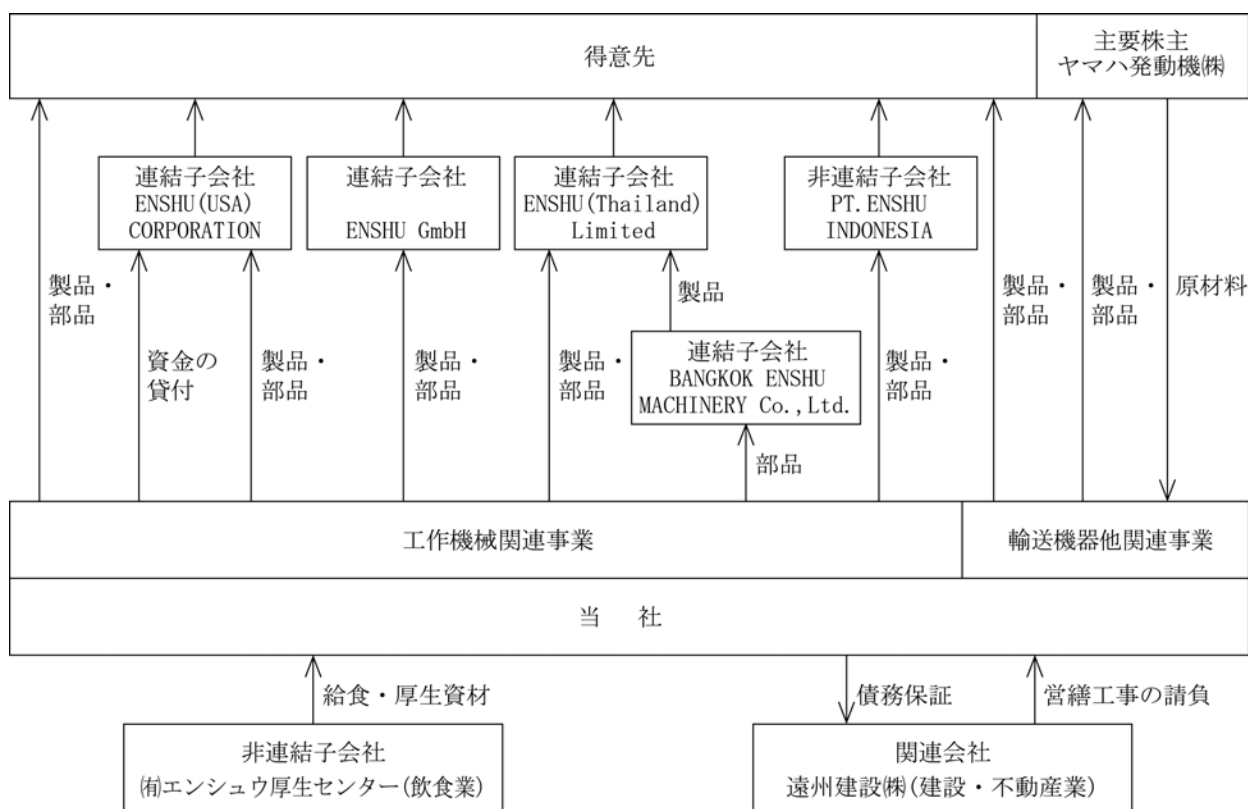 得意先
主要株主
ヤマハ発動機㈱
連結子会社
ENSHU(USA)
CORPORATION
連結子会社
ENSHU GmbH
連結子会社
ENSHU(Thailand)
Limited
非連結子会社
PT.ENSHU
INDONESIA
製品・
部品
資金の
貸付
製品・
部品
製品・
部品
製品・
部品
製品
連結子会社
BANGKOK ENSHU
MACHINERY Co.,Ltd.
部品
製品・
部品
製品・
部品
製品・
部品
原材料
工作機械関連事業
輸送機器他関連事業
当 社
給食・厚生資材
債務保証
営繕工事の請負
非連結子会社
㈲エンシュウ厚生センター(飲食業)
関連会社
遠州建設㈱(建設・不動産業)